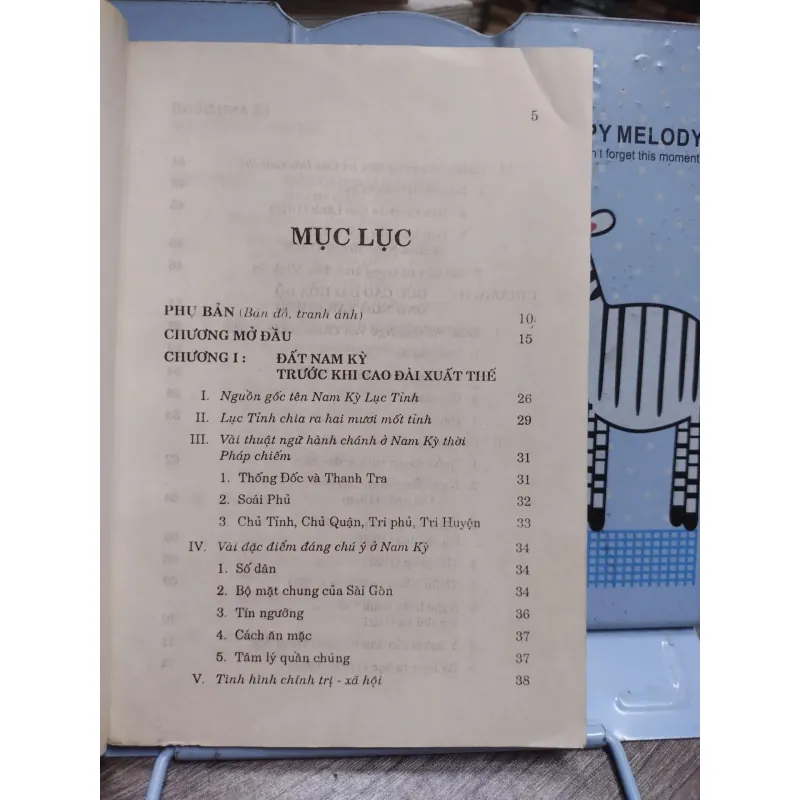 5
MỤC LỤC
PHỤ BẢN (Bản đồ, tranh ảnh) 10
CHƯƠNG MỞ ĐẦU 15
CHƯƠNG I : ĐẤT NAM KỲ
TRƯỚC KHI CAO ĐÀI XUẤT THẾ
I. Nguồn gốc tên Nam Kỳ Lục Tỉnh 26
II. Lục Tỉnh chia ra hai mươi mốt tỉnh 29
III. Vài thuật ngữ hành chánh ở Nam Kỳ thời
Pháp chiếm 31
1. Thống Đốc và Thanh Tra 31
2. Soái Phủ 32
3. Chủ Tỉnh, Chủ Quận, Tri phủ, Tri Huyện 33
IV. Vài đặc điểm đáng chú ý ở Nam Kỳ 34
1. Số dân 34
2. Bộ mặt chung của Sài Gòn 34
3. Tín ngưỡng 36
4. Cách ăn mặc 37
5. Tâm lý quần chúng 37
V. Tình hình chính trị - xã hội 38
PY MELODY
n't forget this moment